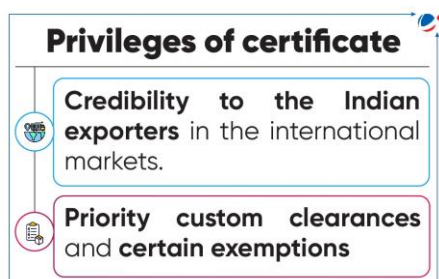 Privileges of certificate
Credibility to the Indian
exporters in the international
markets.
Priority custom clearances
and certain exemptions